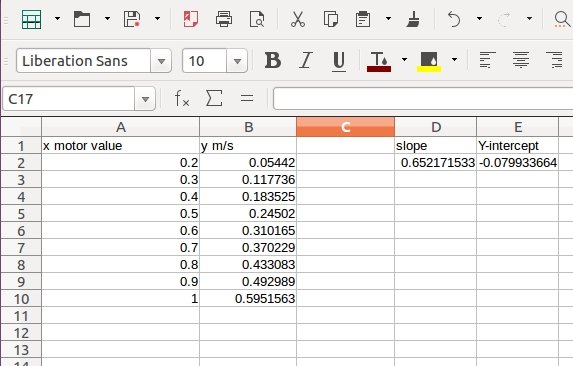 Liberation Sans 10 B I U T
C17 fx Σ =
A B C D E
1 x motor value y m/s slope Y-intercept
2 0.2 0.05442 0.652171533 -0.079933664
3 0.3 0.117736
4 0.4 0.183525
5 0.5 0.24502
6 0.6 0.310165
7 0.7 0.370229
8 0.8 0.433083
9 0.9 0.492989
10 1 0.5951563
11
12
13
14